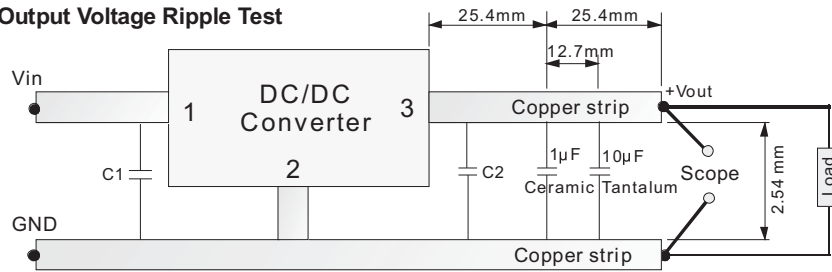 Output Voltage Ripple Test
25.4mm 25.4mm
12.7mm
Vin
+Vout
DC/DC
Converter
1
3
Copper strip
2
C1
C2
1µF
Ceramic
10µF
Tantalum
Scope
2.54 mm
Load
GND
Copper strip